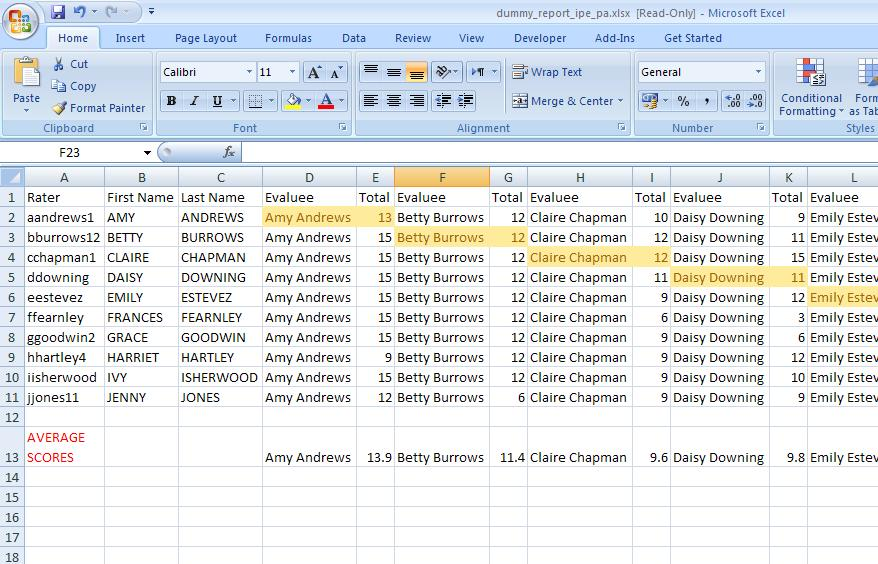 dummy_report_ipe_pa.xlsx [Read-Only] - Microsoft Excel
Home Insert Page Layout Formulas Data Review View Developer Add-Ins Get Started
Paste
Cut
Copy
Format Painter
Clipboard
Calibri 11 A A
B I U A
Font
Wrap Text
Merge & Center
Alignment
General
% , .00 .00
Number
Conditional
Formatting
Form
as Tab
Styles
F23 fx
A B C D E F G H I J K L
1 Rater First Name Last Name Evaluee Total Evaluee Total Evaluee Total Evaluee Total Evaluee
2 aandrews1 AMY ANDREWS Amy Andrews 13 Betty Burrows 12 Claire Chapman 10 Daisy Downing 9 Emily Estev
3 bburrows12 BETTY BURROWS Amy Andrews 15 Betty Burrows 12 Claire Chapman 12 Daisy Downing 11 Emily Estev
4 cchapman1 CLAIRE CHAPMAN Amy Andrews 15 Betty Burrows 12 Claire Chapman 12 Daisy Downing 15 Emily Estev
5 ddowning DAISY DOWNING Amy Andrews 15 Betty Burrows 12 Claire Chapman 11 Daisy Downing 11 Emily Estev
6 eestevez EMILY ESTEVEZ Amy Andrews 15 Betty Burrows 12 Claire Chapman 9 Daisy Downing 12 Emily Estev
7 ffearnley FRANCES FEARNLEY Amy Andrews 15 Betty Burrows 12 Claire Chapman 6 Daisy Downing 3 Emily Estev
8 ggoodwin2 GRACE GOODWIN Amy Andrews 15 Betty Burrows 12 Claire Chapman 9 Daisy Downing 6 Emily Estev
9 hhartley4 HARRIET HARTLEY Amy Andrews 9 Betty Burrows 12 Claire Chapman 9 Daisy Downing 12 Emily Estev
10 iisherwood IVY ISHERWOOD Amy Andrews 15 Betty Burrows 12 Claire Chapman 9 Daisy Downing 10 Emily Estev
11 jjones11 JENNY JONES Amy Andrews 12 Betty Burrows 6 Claire Chapman 9 Daisy Downing 9 Emily Estev
12
AVERAGE
13 SCORES Amy Andrews 13.9 Betty Burrows 11.4 Claire Chapman 9.6 Daisy Downing 9.8 Emily Estev
14
15
16
17
18